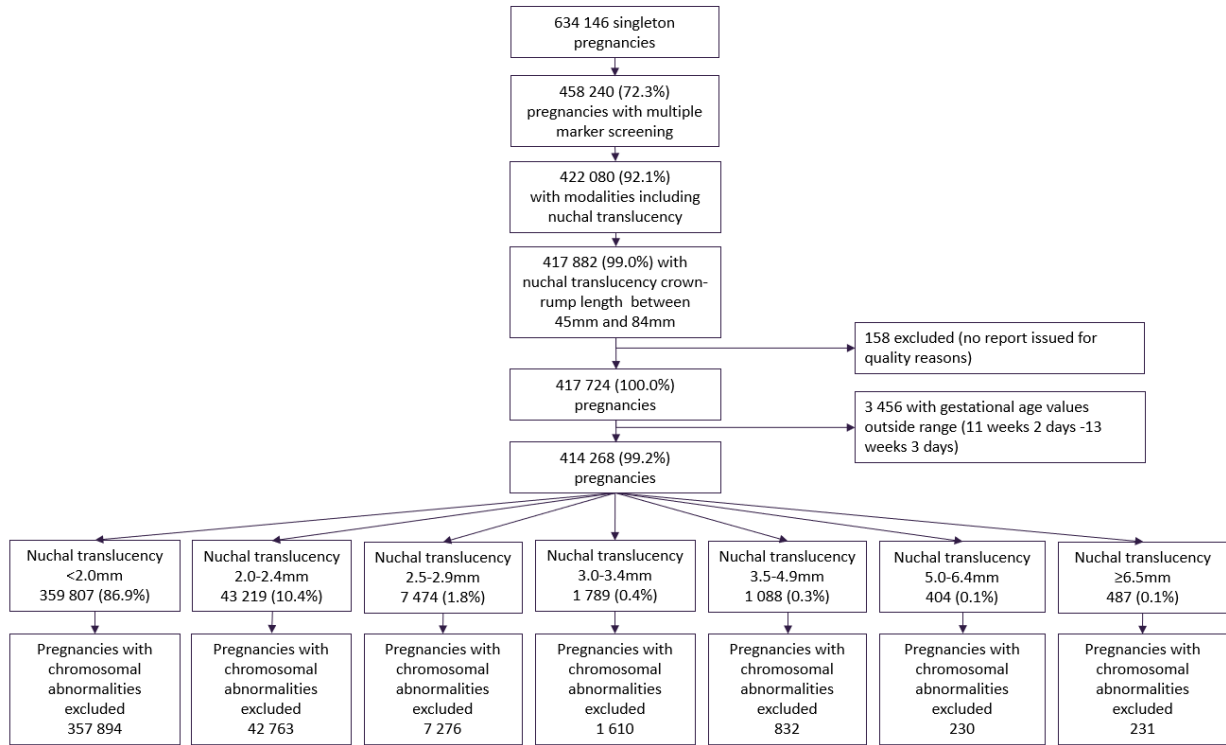 634 146 singleton
pregnancies
458 240 (72.3%)
pregnancies with multiple
marker screening
422 080 (92.1%)
with modalities including
nuchal translucency
417 882 (99.0%) with
nuchal translucency crown-
rump length between
45mm and 84mm
158 excluded (no report issued for
quality reasons)
417 724 (100.0%)
pregnancies
3 456 with gestational age values
outside range (11 weeks 2 days -13
weeks 3 days)
414 268 (99.2%)
pregnancies
Nuchal translucency
<2.0mm
359 807 (86.9%)
Nuchal translucency
2.0-2.4mm
43 219 (10.4%)
Nuchal translucency
2.5-2.9mm
7 474 (1.8%)
Nuchal translucency
3.0-3.4mm
1 789 (0.4%)
Nuchal translucency
3.5-4.9mm
1 088 (0.3%)
Nuchal translucency
5.0-6.4mm
404 (0.1%)
Nuchal translucency
≥6.5mm
487 (0.1%)
Pregnancies with
chromosomal
abnormalities
excluded
357 894
Pregnancies with
chromosomal
abnormalities
excluded
42 763
Pregnancies with
chromosomal
abnormalities
excluded
7 276
Pregnancies with
chromosomal
abnormalities
excluded
1 610
Pregnancies with
chromosomal
abnormalities
excluded
832
Pregnancies with
chromosomal
abnormalities
excluded
230
Pregnancies with
chromosomal
abnormalities
excluded
231